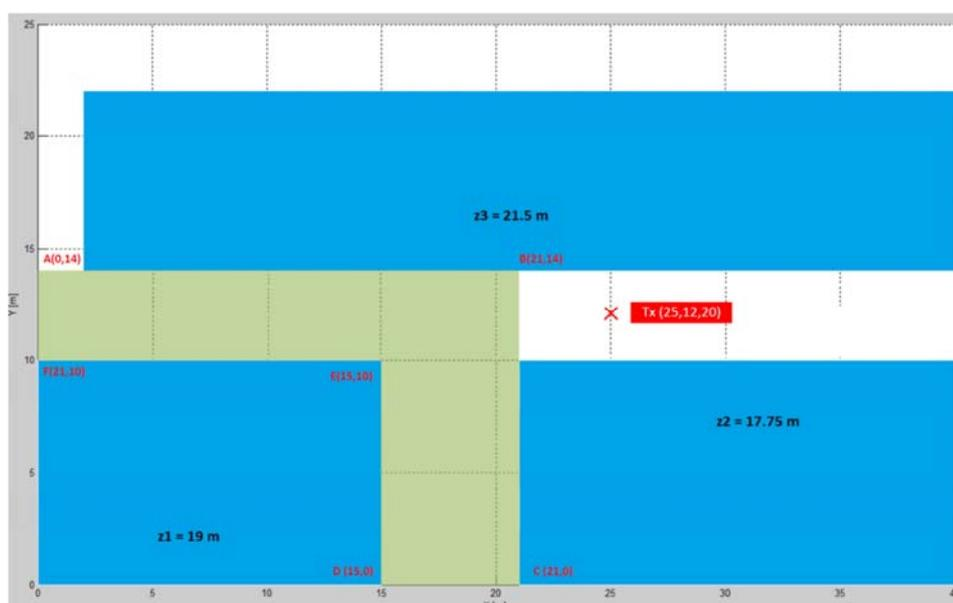 25
20
z3 = 21.5 m
15
A(0,14)
B(21,14)
Y [m]
Tx (25,12,20)
10
F(21,10)
E(15,10)
z2 = 17.75 m
5
z1 = 19 m
D (15,0)
C (21,0)
0
0 5 10 15 20 25 30 35